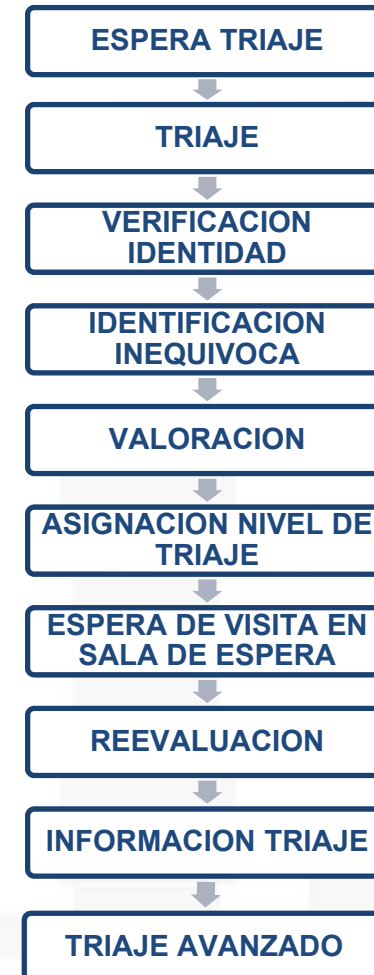 ESPERA TRIAJE
TRIAJE
VERIFICACION
IDENTIDAD
IDENTIFICACION
INEQUIVOCA
VALORACION
ASIGNACION NIVEL DE
TRIAJE
ESPERA DE VISITA EN
SALA DE ESPERA
REEVALUACION
INFORMACION TRIAJE
TRIAJE AVANZADO